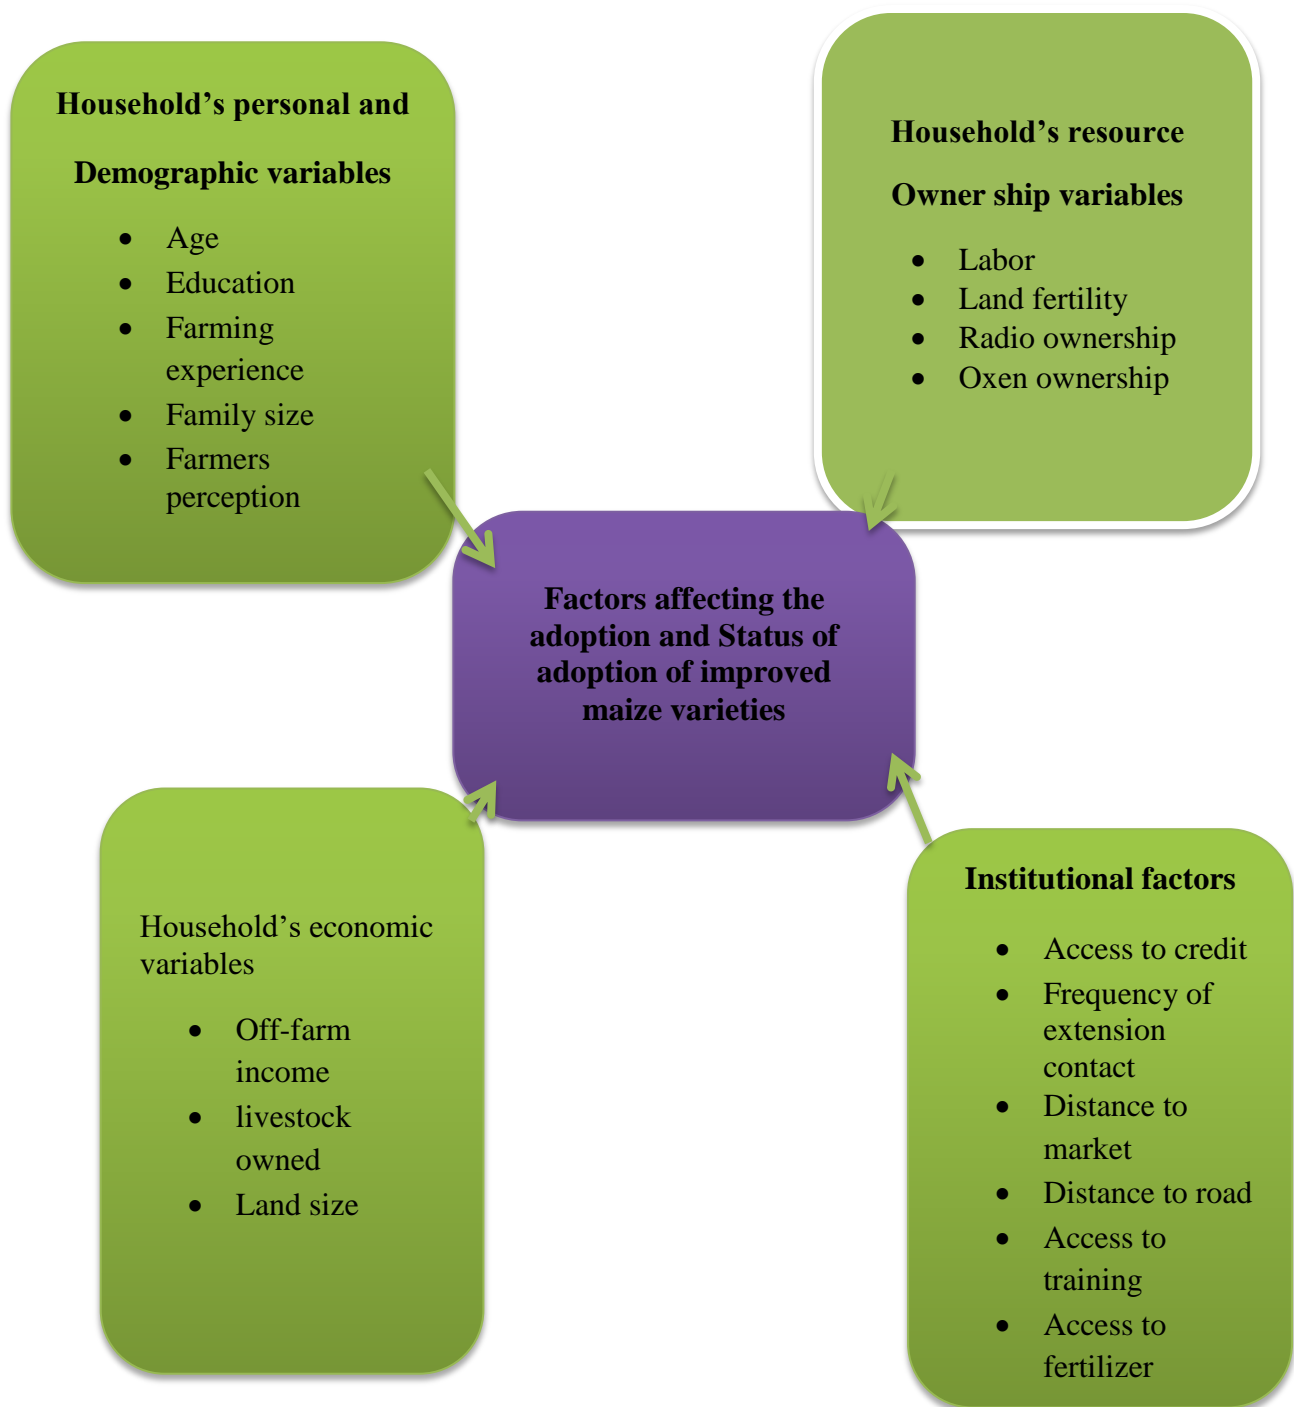 Household’s personal and
Demographic variables
• Age
• Education
• Farming
experience
• Family size
• Farmers
perception
Household’s resource
Owner ship variables
• Labor
• Land fertility
• Radio ownership
• Oxen ownership
Factors affecting the
adoption and Status of
adoption of improved
maize varieties
Household’s economic
variables
• Off-farm
income
• livestock
owned
• Land size
Institutional factors
• Access to credit
• Frequency of
extension
contact
• Distance to
market
• Distance to road
• Access to
training
• Access to
fertilizer